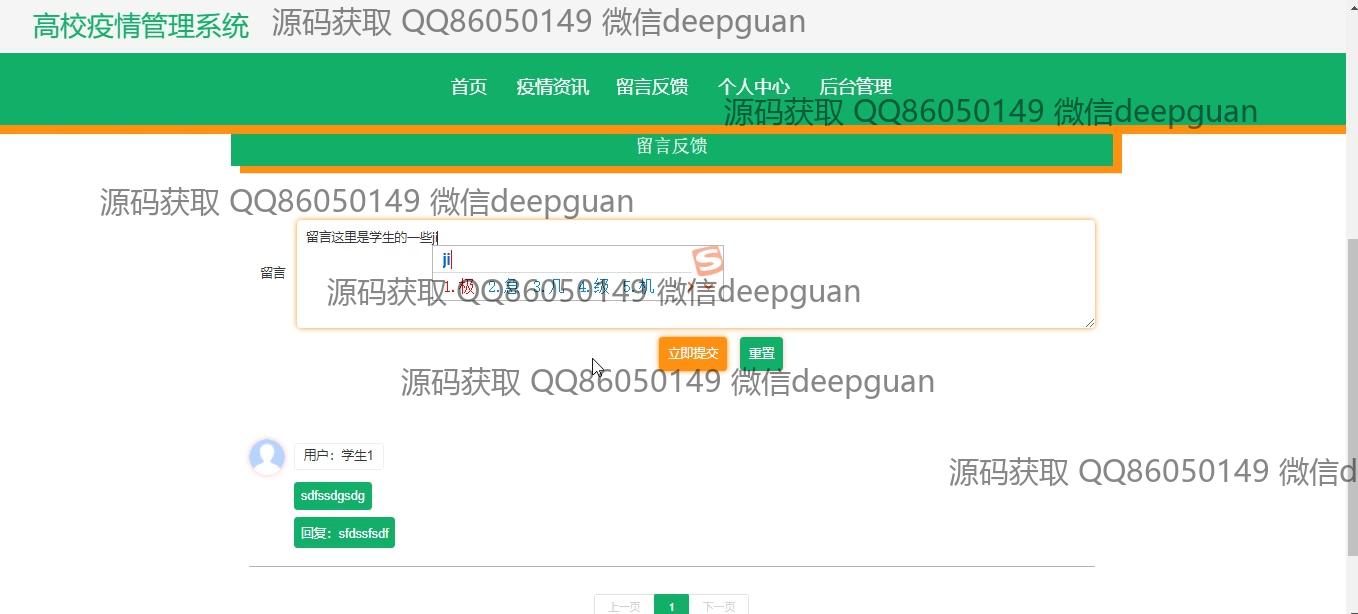 高校疫情管理系统
源码获取 QQ86050149 微信deepguan
首页 疫情资讯 留言反馈 个人中心 后台管理
源码获取 QQ86050149 微信deepguan
留言反馈
源码获取 QQ86050149 微信deepguan
留言这里是学生的一些ji
ji
留言
1.极 2.急 3.几 4.级 5.机
源码获取 QQ86050149 微信deepguan
立即提交 重置
源码获取 QQ86050149 微信deepguan
用户：学生1
源码获取 QQ86050149 微信d
sdfssdgsdg
回复：sfdssfsdf
上一页 1 下一页